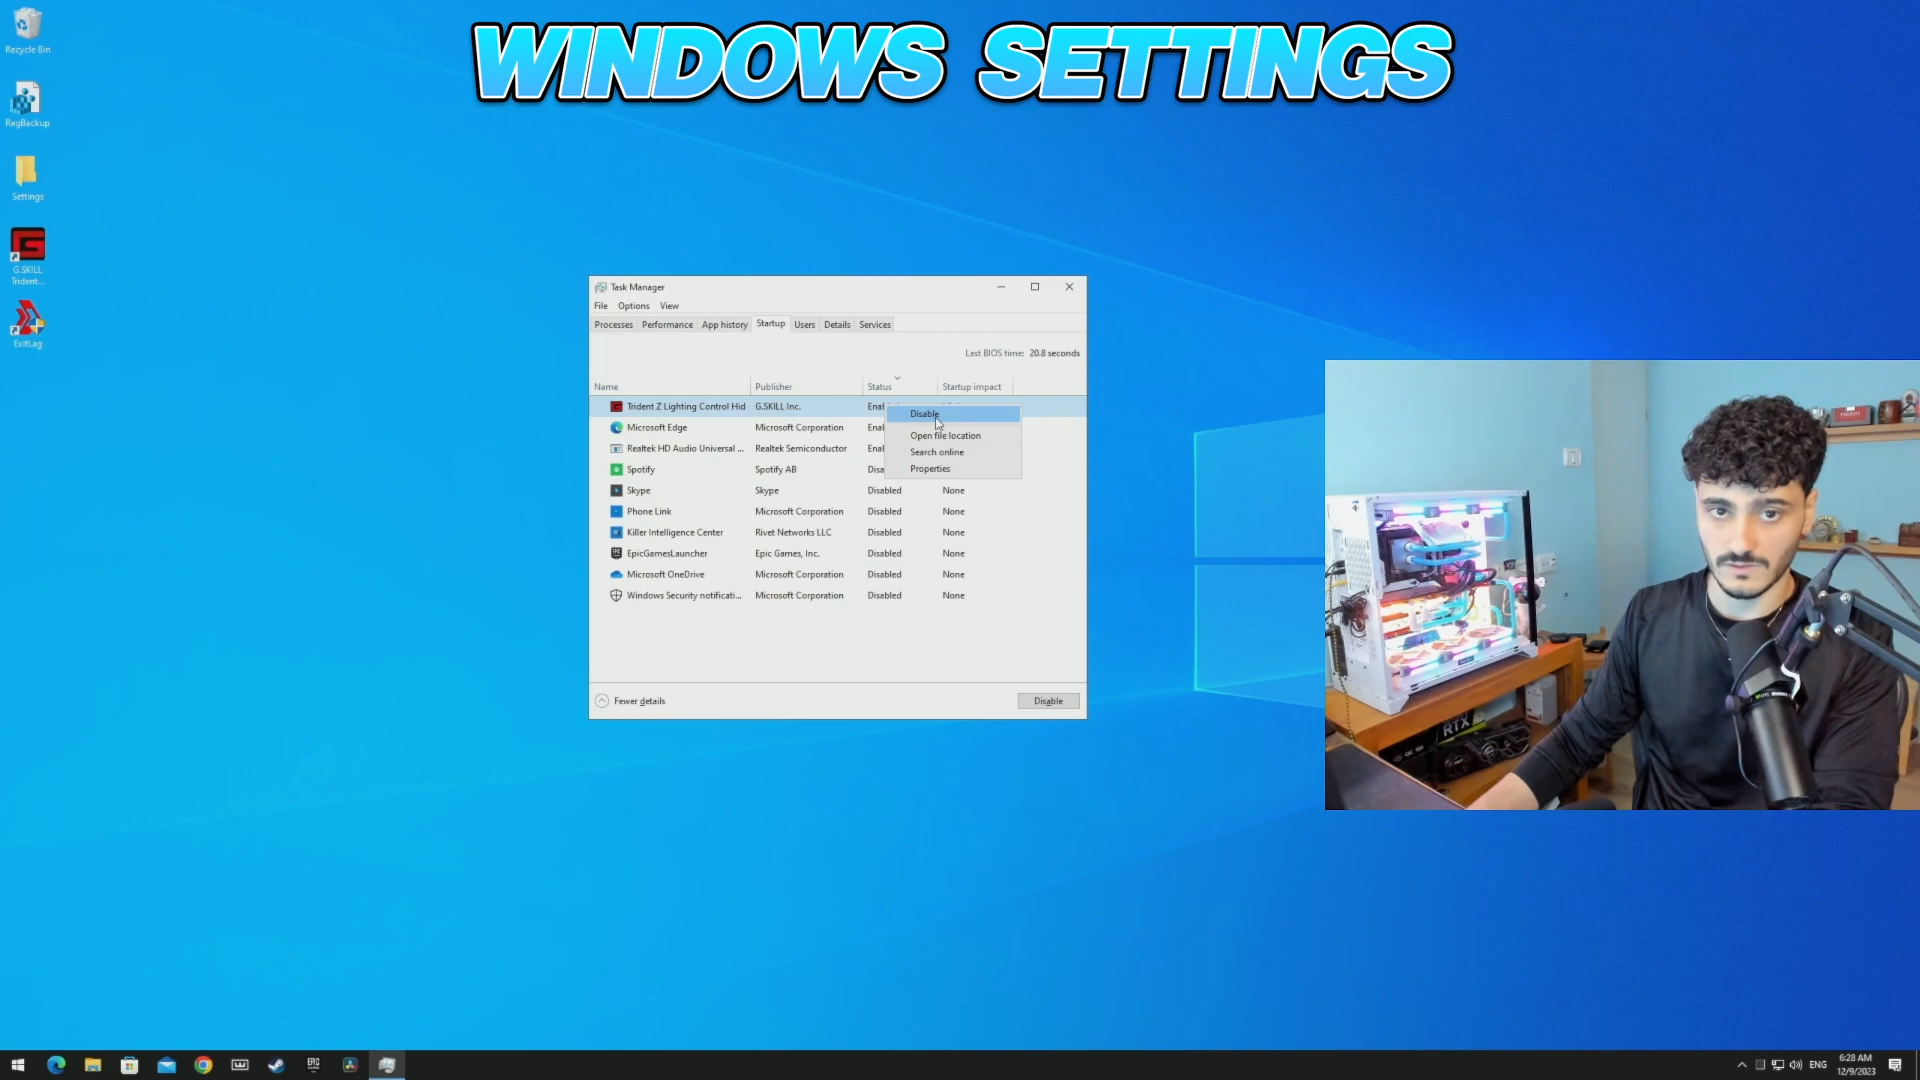 WINDOWS SETTINGS
Recycle Bin
RegBackup
Settings
G.SKILL
Trident...
ExitLag
Task Manager
File Options View
Processes Performance App history Startup Users Details Services
Last BIOS time: 20.8 seconds
Name Publisher Status Startup impact
Trident Z Lighting Control Hid G.SKILL Inc. Enabl
Microsoft Edge Microsoft Corporation Enal
Realtek HD Audio Universal ... Realtek Semiconductor Enal
Spotify Spotify AB Disa
Skype Skype Disabled None
Phone Link Microsoft Corporation Disabled None
Killer Intelligence Center Rivet Networks LLC Disabled None
EpicGamesLauncher Epic Games, Inc. Disabled None
Microsoft OneDrive Microsoft Corporation Disabled None
Windows Security notificati... Microsoft Corporation Disabled None
Disable
Open file location
Search online
Properties
Fewer details Disable
RTX
EPIC
ENG
6:28 AM
12/9/2023